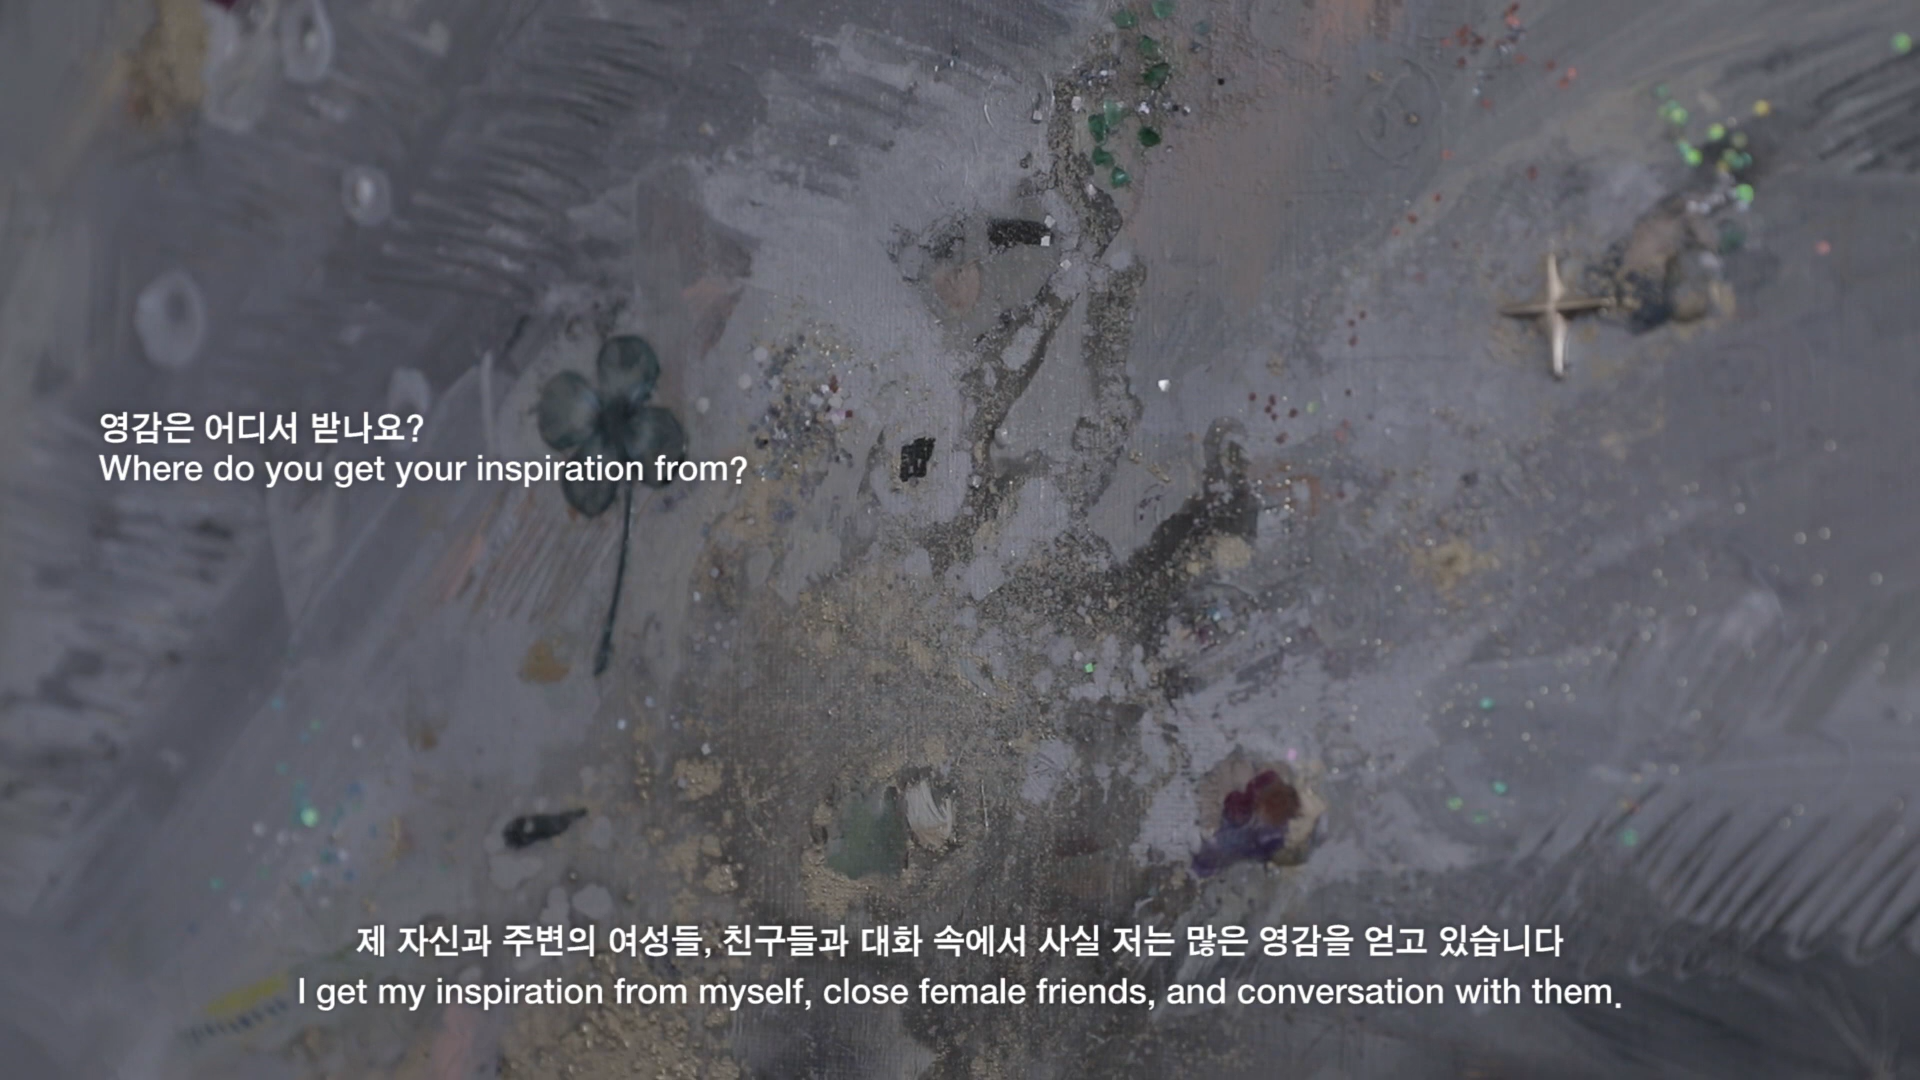 영감은 어디서 받나요?
Where do you get your inspiration from?
제 자신과 주변의 여성들, 친구들과 대화 속에서 사실 저는 많은 영감을 얻고 있습니다
I get my inspiration from myself, close female friends, and conversation with them.